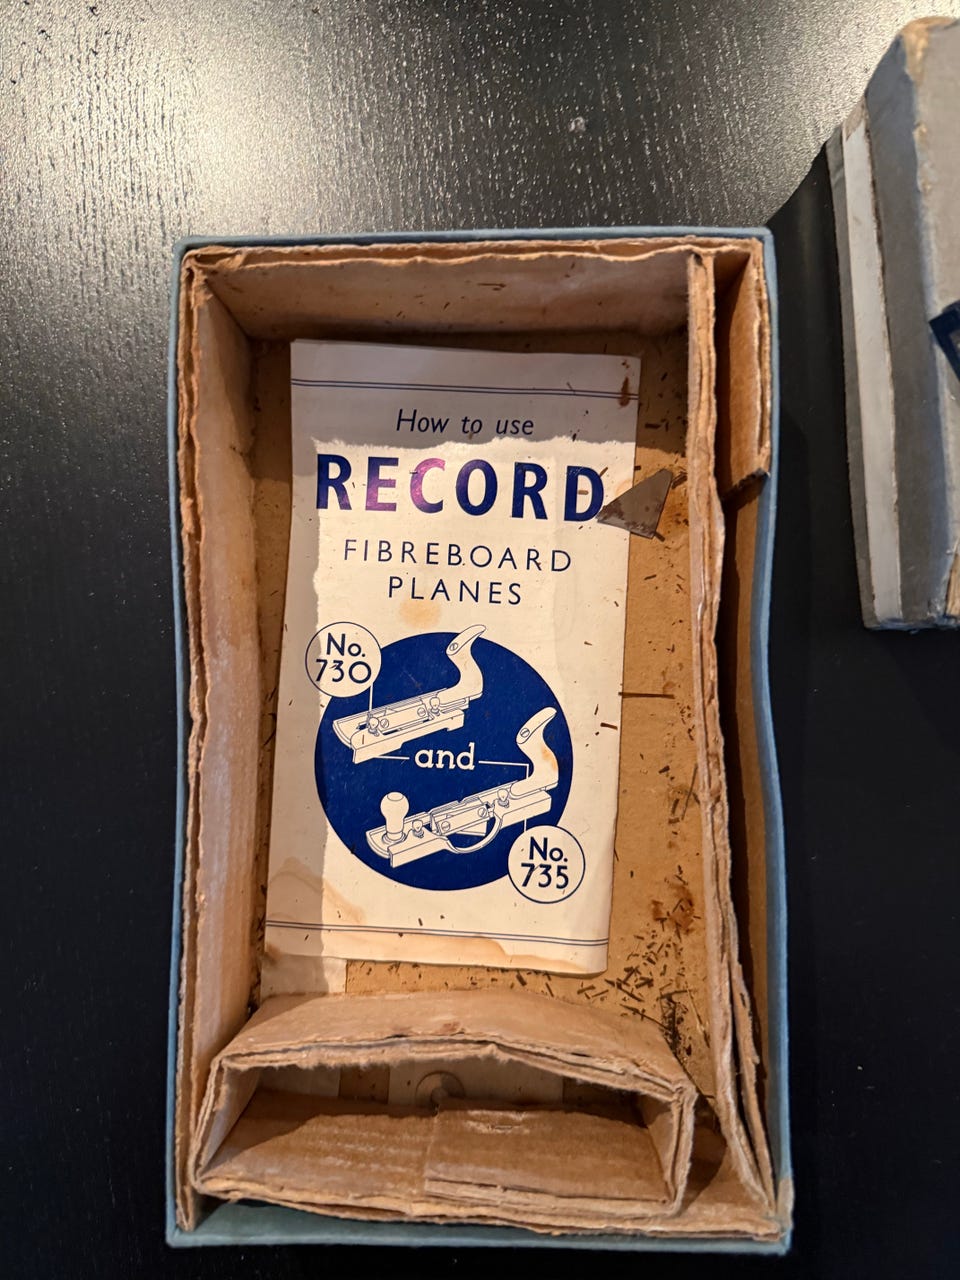 How to use
RECORD
FIBREBOARD
PLANES
No.
730
and
No.
735